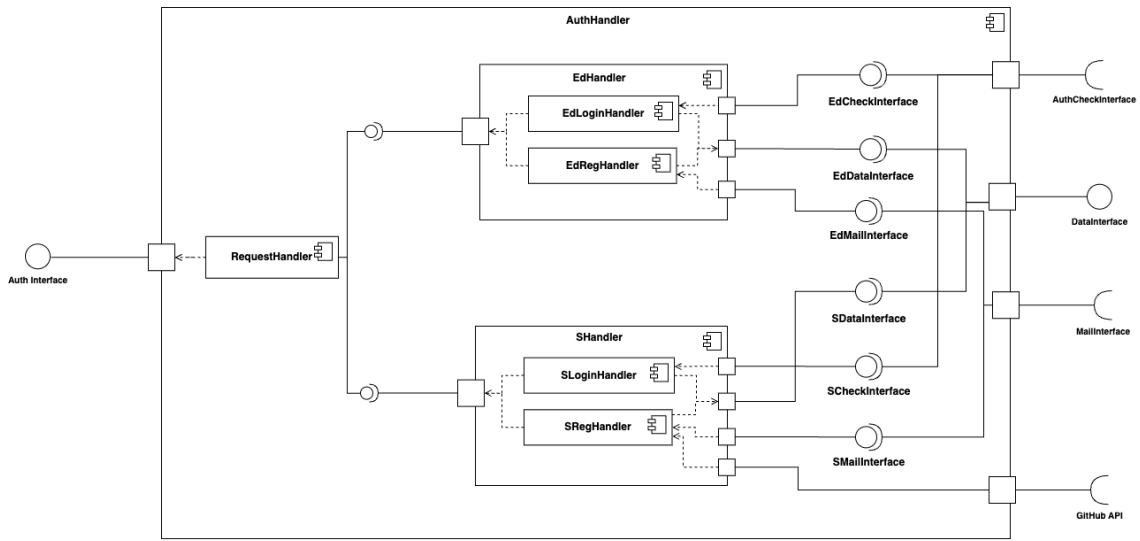 AuthHandler
EdHandler
EdLoginHandler
EdRegHandler
EdCheckInterface
AuthCheckInterface
EdDataInterface
DataInterface
EdMailInterface
RequestHandler
Auth Interface
SDataInterface
MailInterface
SHandler
SLoginHandler
SCheckInterface
SRegHandler
SMailInterface
GitHub API